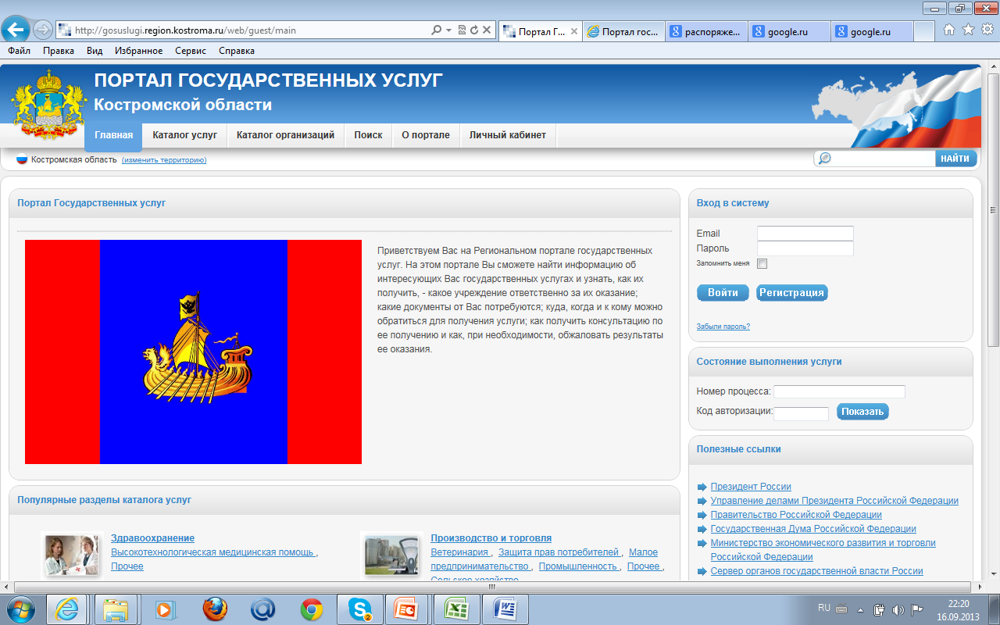 http://gosuslugi.region.kostroma.ru/web/guest/main
Портал Г...
Портал гос...
распоряже...
google.ru
google.ru
Файл Правка Вид Избранное Сервис Справка
ПОРТАЛ ГОСУДАРСТВЕННЫХ УСЛУГ
Костромской области
Главная Каталог услуг Каталог организаций Поиск О портале Личный кабинет
Костромская область (изменить территорию)
НАЙТИ
Портал Государственных услуг
Приветствуем Вас на Региональном портале государственных
услуг. На этом портале Вы сможете найти информацию об
интересующих Вас государственных услугах и узнать, как их
получить, - какое учреждение ответственно за их оказание;
какие документы от Вас потребуются; куда, когда и к кому можно
обратиться для получения услуги; как получить консультацию по
ее получению и как, при необходимости, обжаловать результаты
ее оказания.
Популярные разделы каталога услуг
Здравоохранение
Высокотехнологическая медицинская помощь ,
Прочее
Производство и торговля
Ветеринария , Защита прав потребителей , Малое
предпринимательство , Промышленность , Прочее ,
Сельское хозяйство
Вход в систему
Email
Пароль
Запомнить меня
Войти Регистрация
Забыли пароль?
Состояние выполнения услуги
Номер процесса:
Код авторизации: Показать
Полезные ссылки
Президент России
Управление делами Президента Российской Федерации
Правительство Российской Федерации
Государственная Дума Российской Федерации
Министерство экономического развития и торговли
Российской Федерации
Сервер органов государственной власти России
2
RU
22:20
16.09.2013